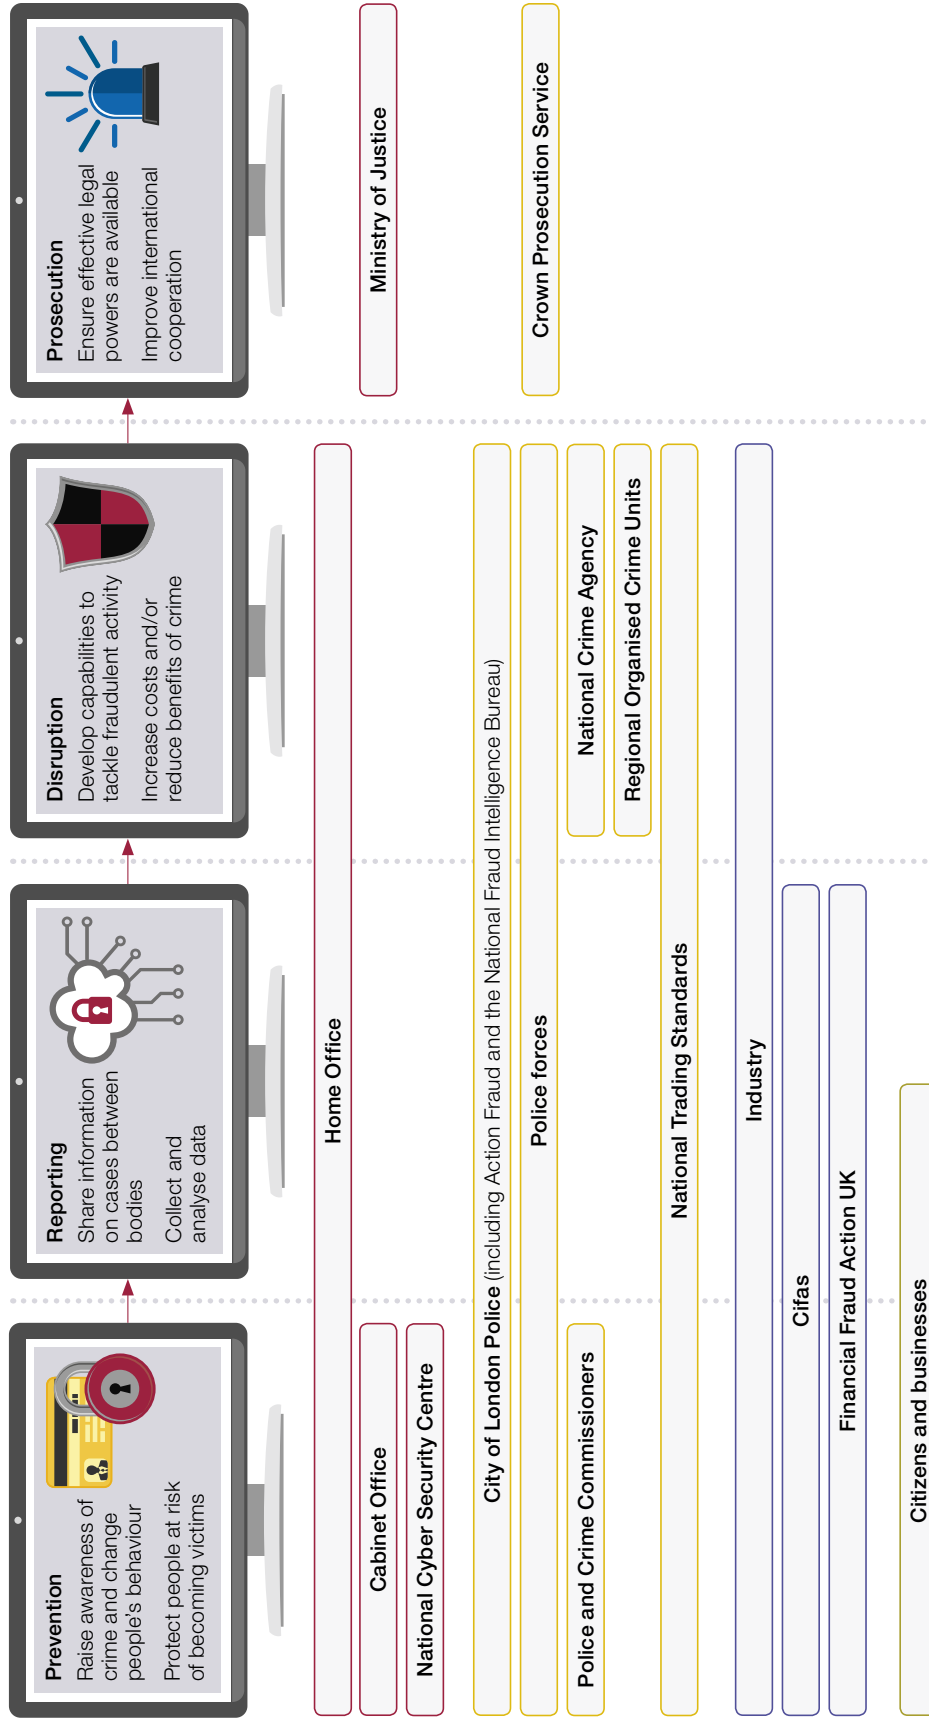 Prevention
Raise awareness of
crime and change
people's behaviour
Protect people at risk
of becoming victims
Reporting
Share information
on cases between
bodies
Collect and
analyse data
Disruption
Develop capabilities to
tackle fraudulent activity
Increase costs and/or
reduce benefits of crime
Prosecution
Ensure effective legal
powers are available
Improve international
cooperation
Home Office
Cabinet Office
Ministry of Justice
National Cyber Security Centre
City of London Police (including Action Fraud and the National Fraud Intelligence Bureau)
Police forces
Crown Prosecution Service
Police and Crime Commissioners
National Crime Agency
Regional Organised Crime Units
National Trading Standards
Industry
Cifas
Financial Fraud Action UK
Citizens and businesses